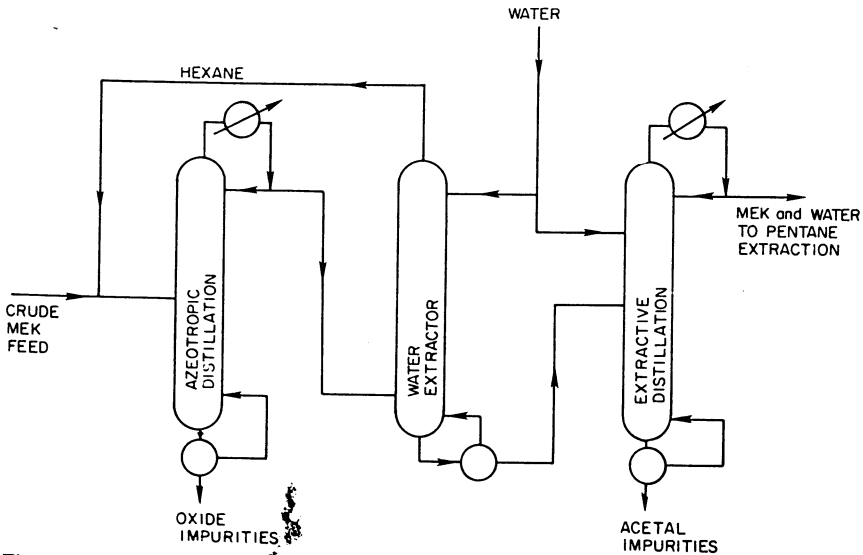 WATER
HEXANE
CRUDE
MEK
FEED
AZEOTROPIC
DISTILLATION
WATER
EXTRACTOR
EXTRACTIVE
DISTILLATION
MEK and WATER
TO PENTANE
EXTRACTION
OXIDE
IMPURITIES
ACETAL
IMPURITIES